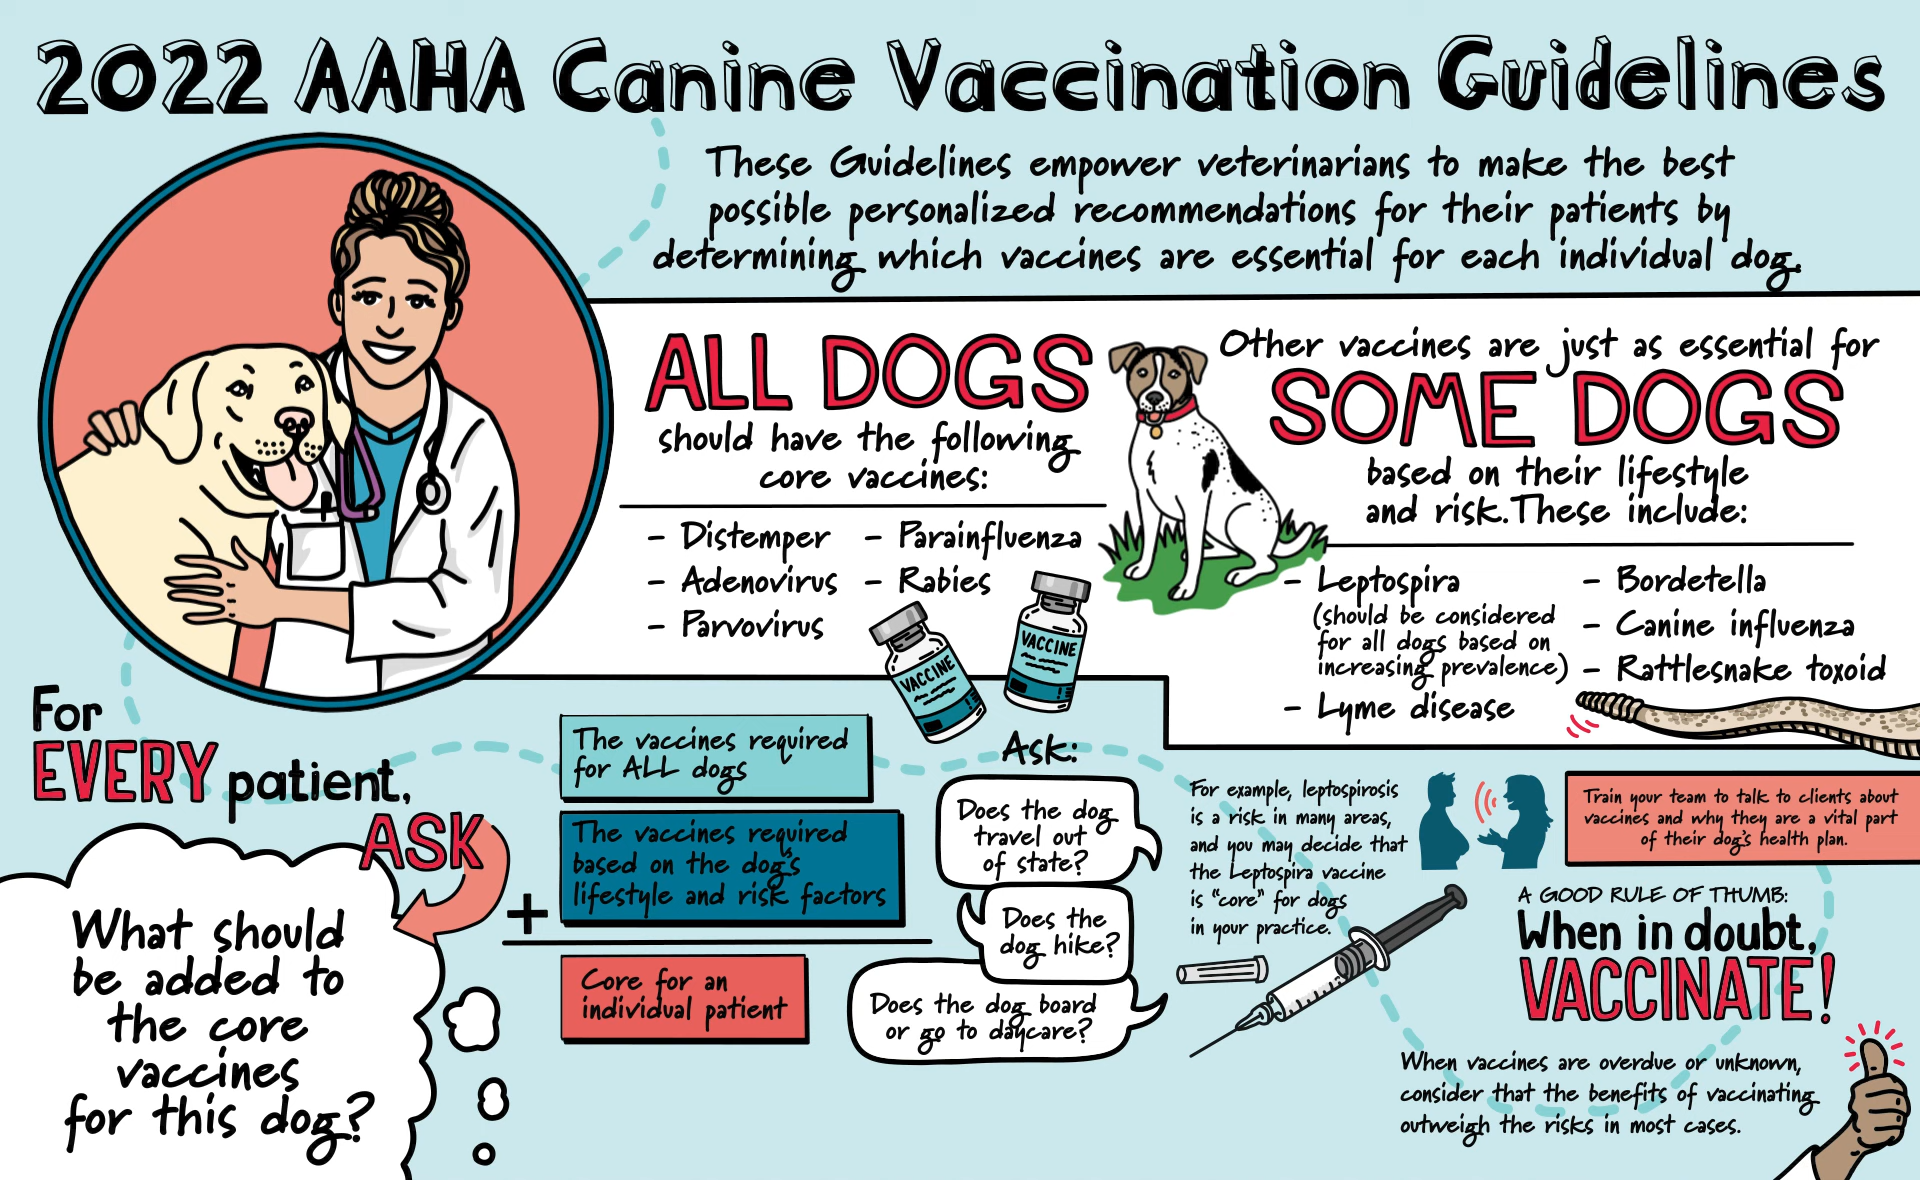 2022 AAHA Canine Vaccination Guidelines
These Guidelines empower veterinarians to make the best
possible personalized recommendations for their patients by
determining which vaccines are essential for each individual dog.
ALL DOGS
should have the following
core vaccines:
- Distemper
- Adenovirus
- Parvovirus
- Parainfluenza
- Rabies
VACCINE
VACCINE
Other vaccines are just as essential for
SOME DOGS
based on their lifestyle
and risk. These include:
- Leptospira
(should be considered
for all dogs based on
increasing prevalence)
- Lyme disease
- Bordetella
- Canine influenza
- Rattlesnake toxoid
For
EVERY patient,
ASK
What should
be added to
the core
vaccines
for this dog?
The vaccines required
for ALL dogs
+
The vaccines required
based on the dog's
lifestyle and risk factors
Core for an
individual patient
Ask:
Does the dog
travel out
of state?
Does the
dog hike?
Does the dog board
or go to daycare?
For example, leptospirosis
is a risk in many areas,
and you may decide that
the Leptospira vaccine
is "core" for dogs
in your practice.
Train your team to talk to clients about
vaccines and why they are a vital part
of their dog's health plan.
A GOOD RULE OF THUMB:
When in doubt,
VACCINATE!
When vaccines are overdue or unknown,
consider that the benefits of vaccinating
outweigh the risks in most cases.